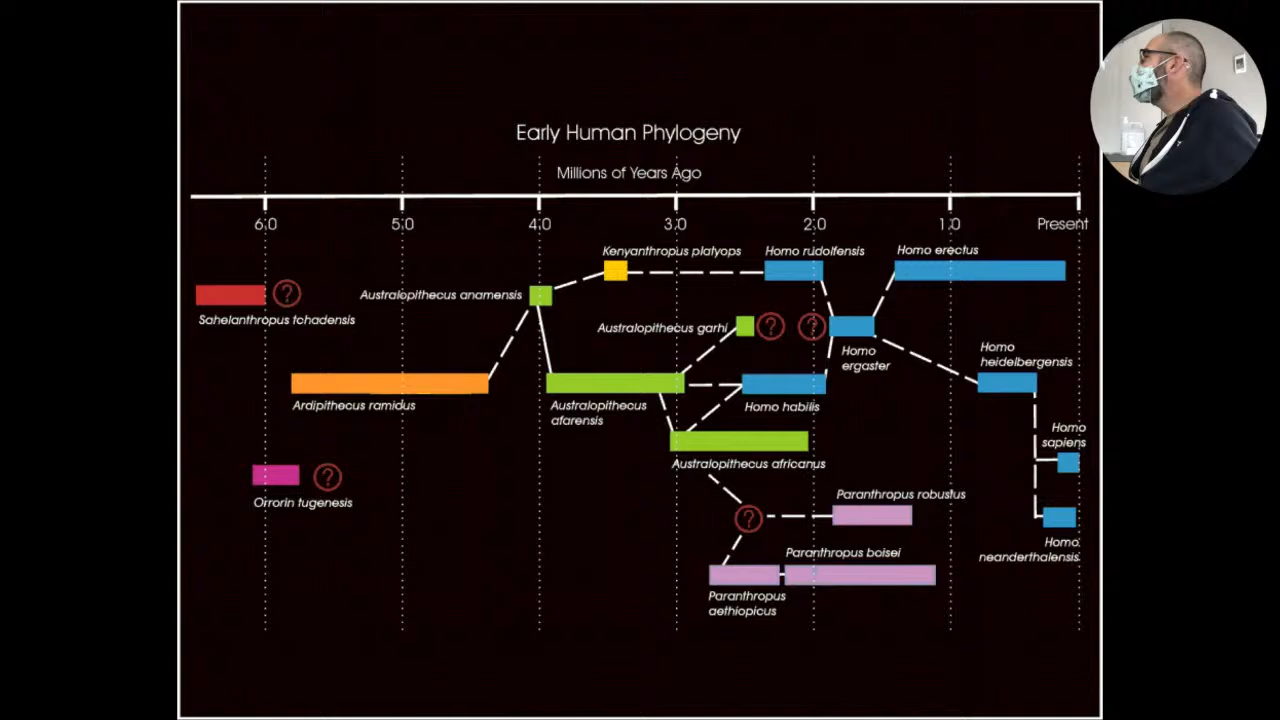 Early Human Phylogeny
Millions of Years Ago
6.0 5.0 4.0 3.0 2.0 1.0 Present
Kenyanthropus platyops
Homo rudolfensis
Homo erectus
?
Australopithecus anamensis
Sahelanthropus tchadensis
Australopithecus garhi
? ?
Homo
ergaster
Homo
heidelbergensis
Ardipithecus ramidus
Australopithecus
afarensis
Homo habilis
Homo
sapiens
Australopithecus africanus
?
Orrorin tugenesis
Paranthropus robustus
?
Homo
neanderthalensis
Paranthropus boisei
Paranthropus
aethiopicus